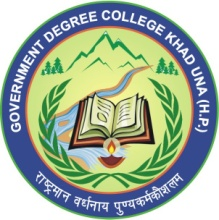 GOVERNMENT DEGREE COLLEGE KHAD UNA (H.P.)
राष्ट्रमान वर्धनाय पुण्यकर्मकौशलम